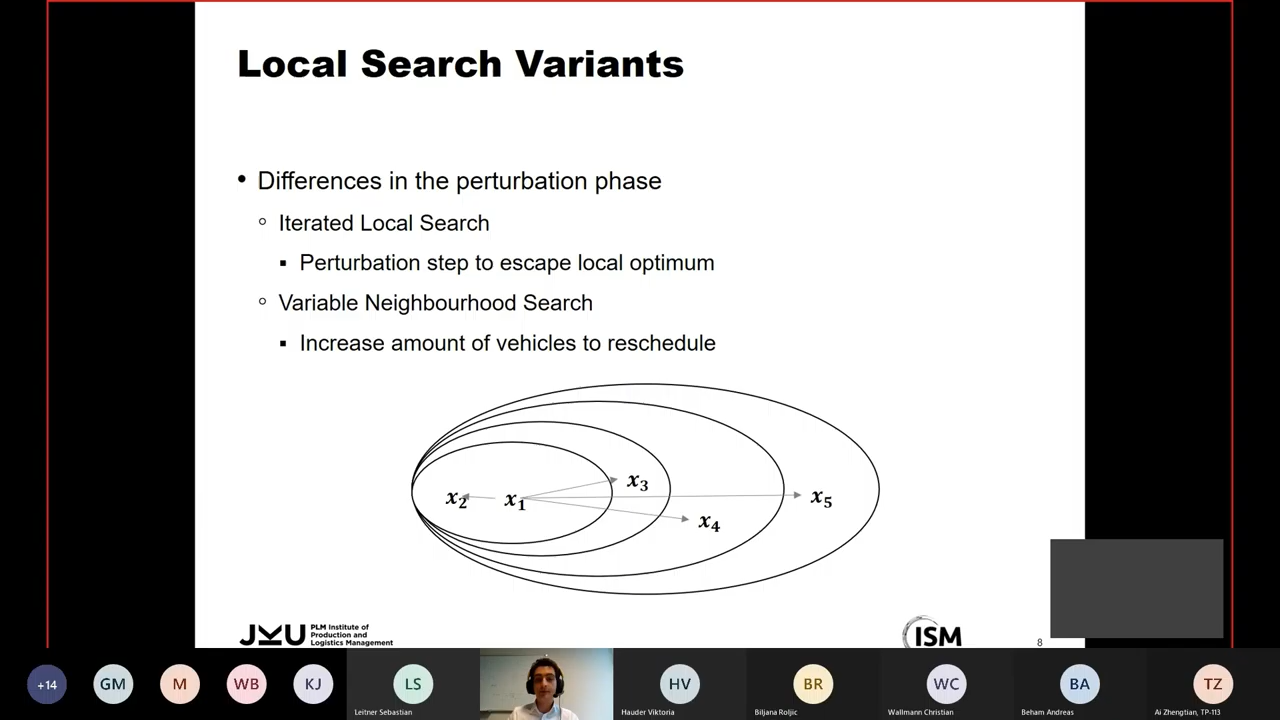 Local Search Variants
• Differences in the perturbation phase
○ Iterated Local Search
▪ Perturbation step to escape local optimum
○ Variable Neighbourhood Search
▪ Increase amount of vehicles to reschedule
x₂ x₁ x₃ x₄ x₅
JKU PLM Institute of
Production and
Logistics Management
ISM
8
+14 GM M WB KJ LS HV BR WC BA TZ
Leitner Sebastian Hauder Viktoria Biljana Roljic Wallmann Christian Beham Andreas Ai Zhengtian, TP-113